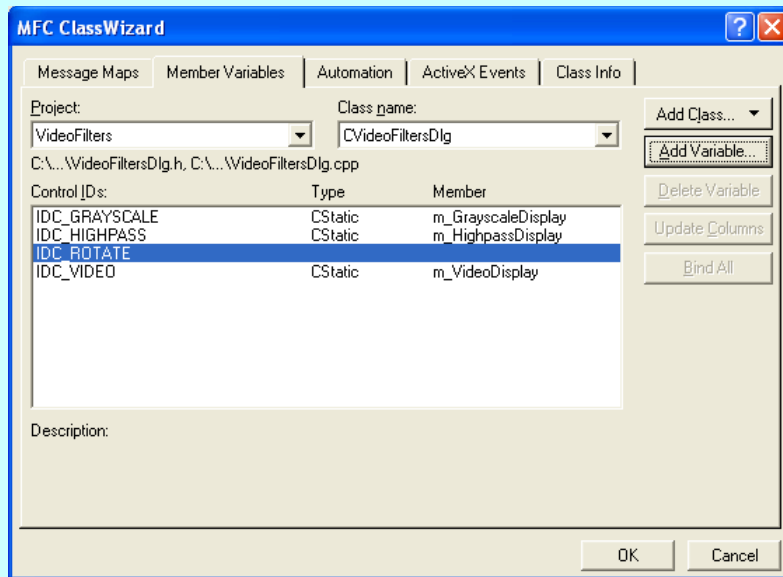 MFC ClassWizard
Message Maps Member Variables Automation ActiveX Events Class Info
Project: Class name:
VideoFilters CVideoFiltersDlg
C:\...\VideoFiltersDlg.h, C:\...\VideoFiltersDlg.cpp
Control IDs: Type Member
IDC_GRAYSCALE CStatic m_GrayscaleDisplay
IDC_HIGHPASS CStatic m_HighpassDisplay
IDC_ROTATE
IDC_VIDEO CStatic m_VideoDisplay
Description:
Add Class...
Add Variable...
Delete Variable
Update Columns
Bind All
OK Cancel